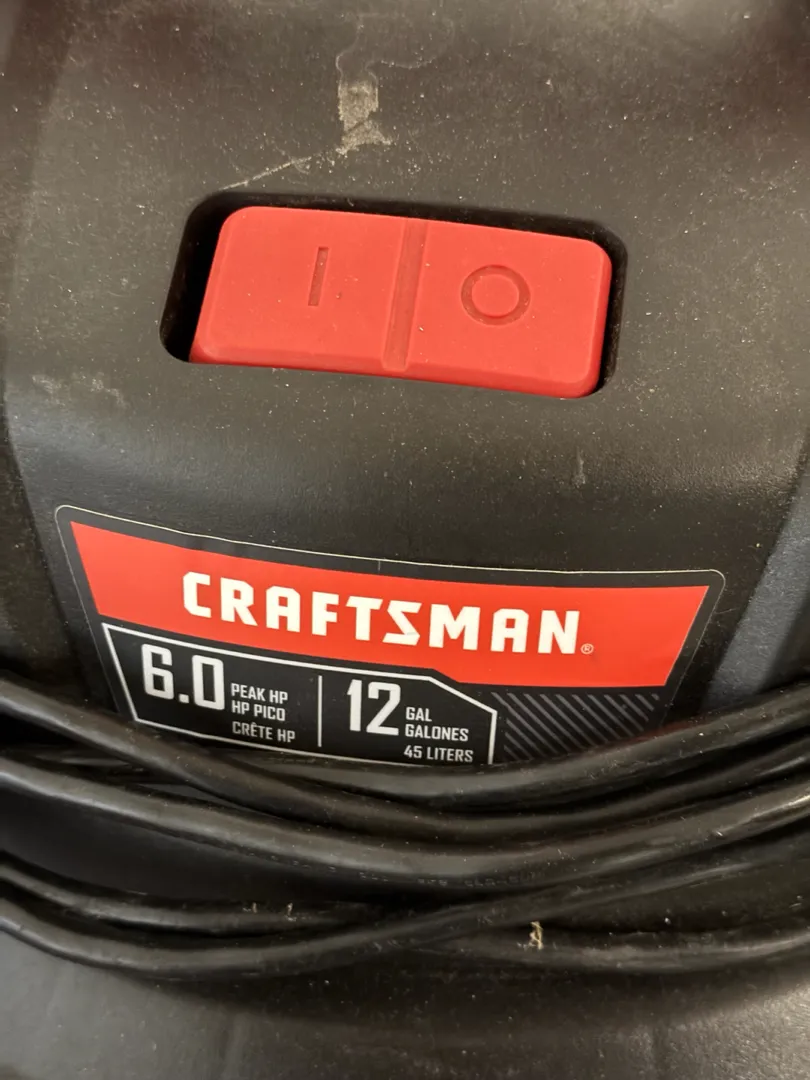 I O
CRAFTSMAN®
6.0 PEAK HP
HP PICO
CRÊTE HP
12 GAL
GALONES
45 LITERS